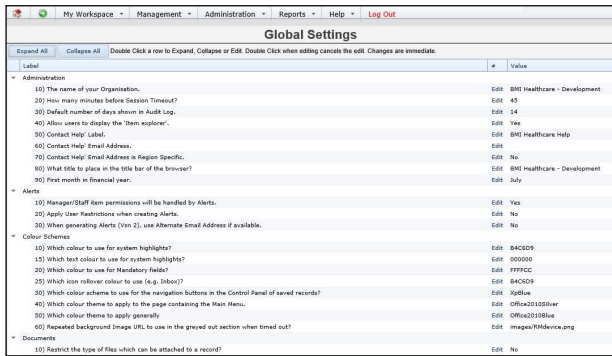 My Workspace Management Administration Reports Help Log Out
Global Settings
Expand All Collapse All Double Click a row to Expand, Collapse or Edit. Double Click when editing cancels the edit. Changes are immediate.
Label # Value
Administration
10) The name of your Organisation. Edit BMI Healthcare - Development
20) How many minutes before Session Timeout? Edit 45
30) Default number of days shown in Audit Log. Edit 14
40) Allow users to display the 'Item explorer'. Edit Yes
50) Contact Help' Label. Edit BMI Healthcare Help
60) Contact Help' Email Address. Edit
70) Contact Help' Email Address is Region Specific. Edit No
80) What title to place in the title bar of the browser? Edit BMI Healthcare - Development
90) First month in financial year. Edit July
Alerts
10) Manager/Staff item permissions will be handled by Alerts. Edit Yes
20) Apply User Restrictions when creating Alerts. Edit No
30) When generating Alerts (Vsn 2), use Alternate Email Address if available. Edit No
Colour Schemes
10) Which colour to use for system highlights? Edit B4C6D9
15) Which text colour to use for system highlights? Edit 000000
20) Which colour to use for Mandatory fields? Edit FFFFCC
25) Which icon rollover colour to use (e.g. Inbox)? Edit B4C6D9
30) Which colour scheme to use for the navigation buttons in the Control Panel of saved records? Edit XpBlue
40) Which colour theme to apply to the page containing the Main Menu. Edit Office2010Silver
50) Which colour theme to apply generally Edit Office2010Blue
60) Repeated background Image URL to use in the greyed out section when timed out? Edit images/RMdevice.png
Documents
10) Restrict the type of files which can be attached to a record? Edit No